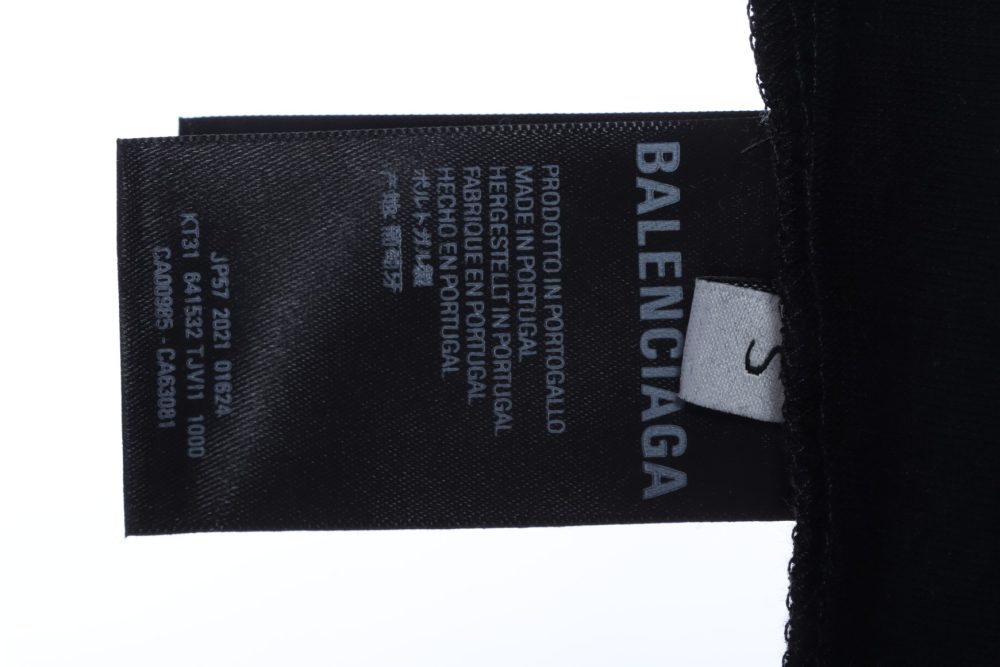 BALENCIAGA
S
PRODOTTO IN PORTOGALLO
MADE IN PORTUGAL
HERGESTELLT IN PORTUGAL
FABRIQUE EN PORTUGAL
HECHO EN PORTUGAL
ポルトガル製
产地 葡萄牙
JP57 2021 01624
KT31 641532 TJVI1 1000
CA00985 - CA63081